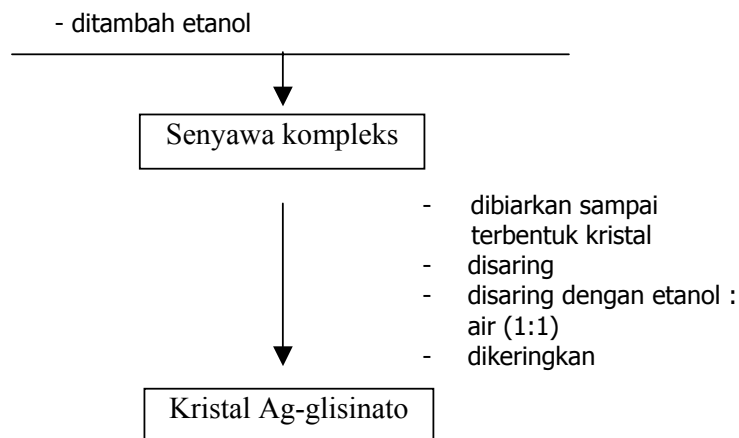 - ditambah etanol
Senyawa kompleks
- dibiarkan sampai
terbentuk kristal
- disaring
- disaring dengan etanol :
air (1:1)
- dikeringkan
Kristal Ag-glisinato